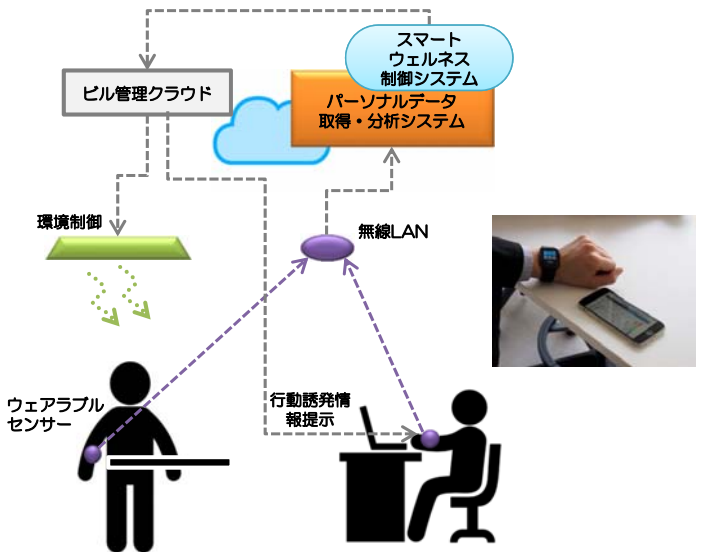 スマート
ウェルネス
制御システム
ビル管理クラウド
パーソナルデータ
取得・分析システム
環境制御
無線LAN
ウェアラブル
センサー
行動誘発情
報提示